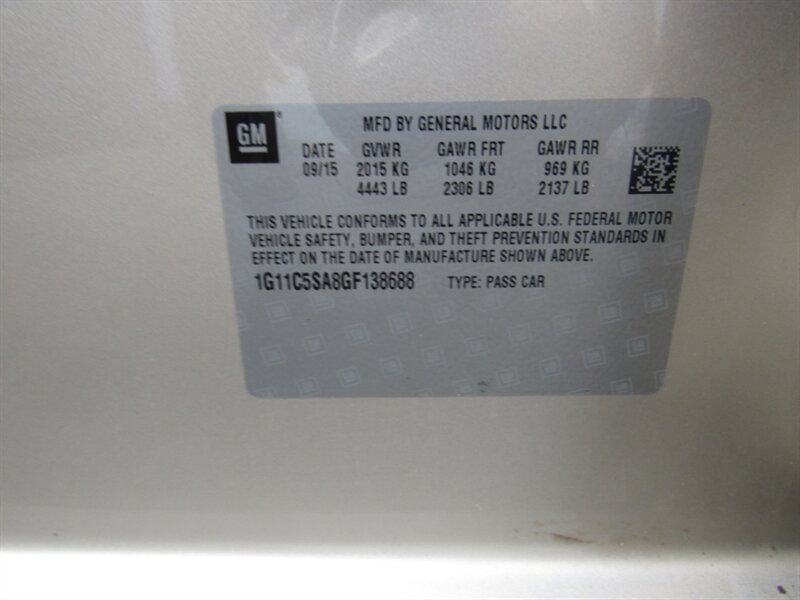 GM
MFD BY GENERAL MOTORS LLC
DATE GVWR GAWR FRT GAWR RR
09/15 2015 KG 1046 KG 969 KG
4443 LB 2306 LB 2137 LB
THIS VEHICLE CONFORMS TO ALL APPLICABLE U.S. FEDERAL MOTOR
VEHICLE SAFETY, BUMPER, AND THEFT PREVENTION STANDARDS IN
EFFECT ON THE DATE OF MANUFACTURE SHOWN ABOVE.
1G11C5SA8GF138688 TYPE: PASS CAR